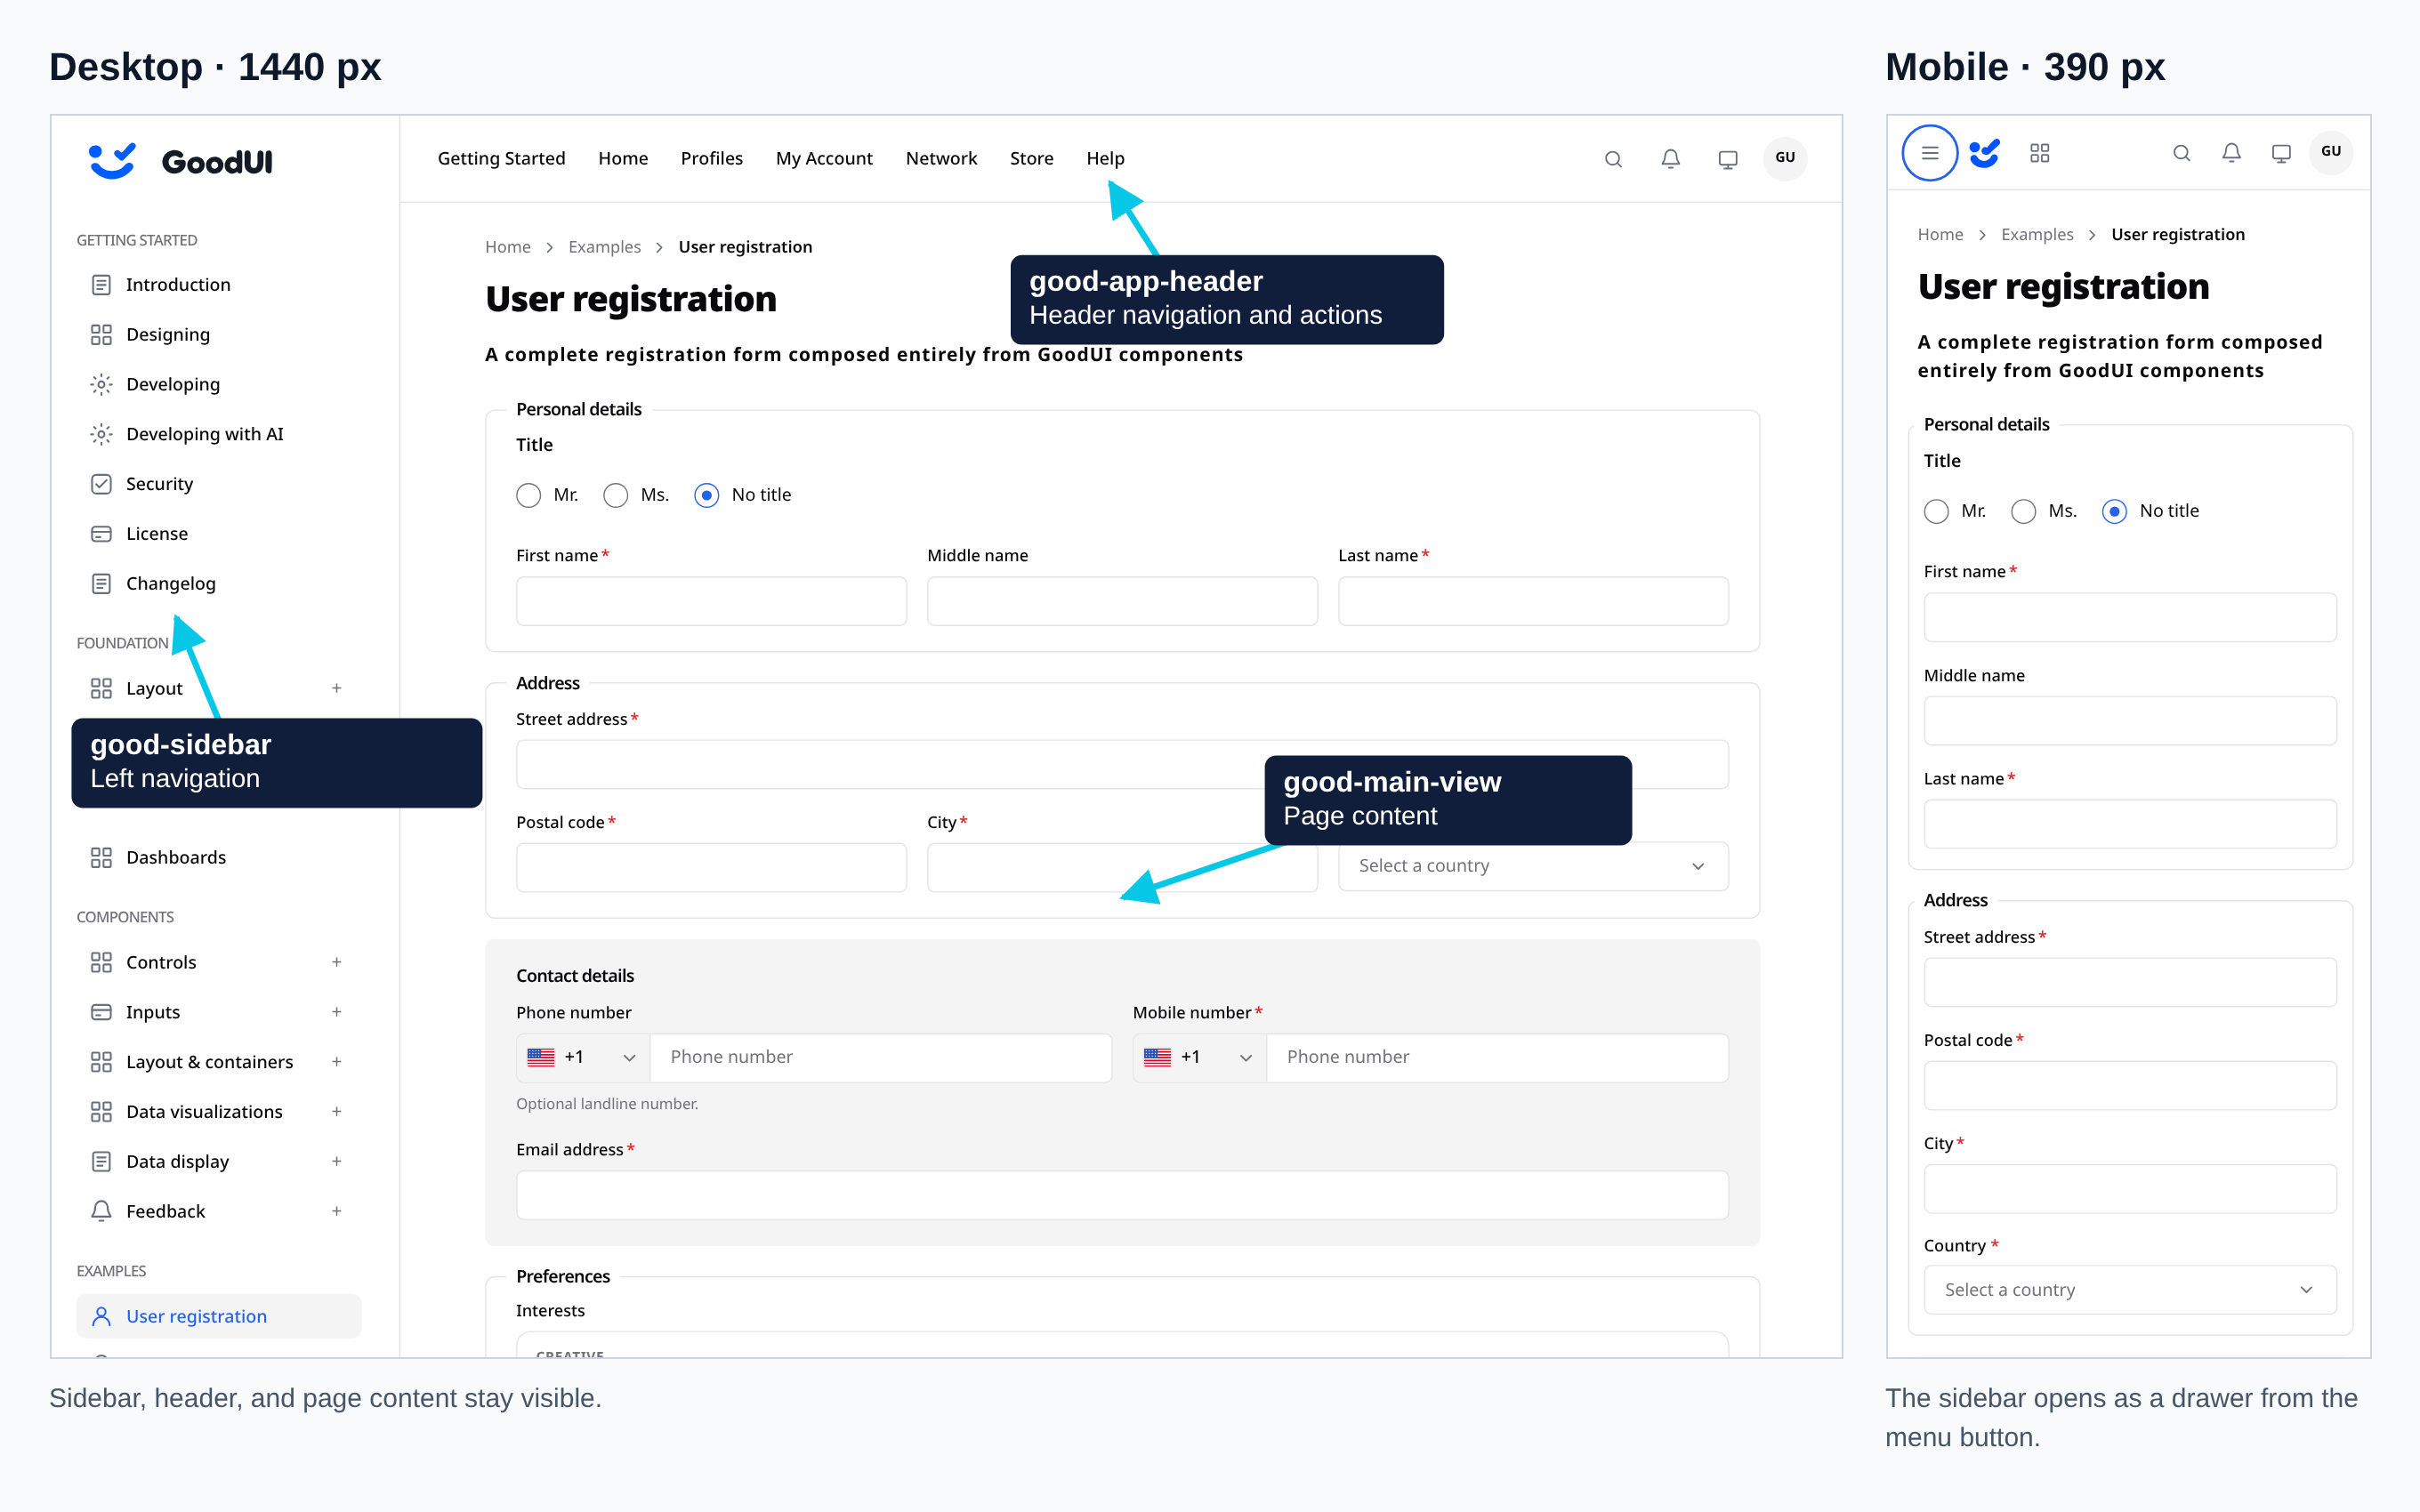 Desktop · 1440 px
GoodUI
GETTING STARTED
Introduction
Designing
Developing
Developing with AI
Security
License
Changelog
FOUNDATION
Layout +
good-sidebar
Left navigation
Dashboards
COMPONENTS
Controls +
Inputs +
Layout & containers +
Data visualizations +
Data display +
Feedback +
EXAMPLES
User registration
Getting Started Home Profiles My Account Network Store Help
GU
Home > Examples > User registration
good-app-header
Header navigation and actions
User registration
A complete registration form composed entirely from GoodUI components
Personal details
Title
Mr. Ms. No title
First name * Middle name Last name *
Address
Street address *
good-main-view
Page content
Postal code * City *
Select a country
Contact details
Phone number Mobile number *
+1 Phone number +1 Phone number
Optional landline number.
Email address *
Preferences
Interests
CREATIVE
Sidebar, header, and page content stay visible.
Mobile · 390 px
GU
Home > Examples > User registration
User registration
A complete registration form composed
entirely from GoodUI components
Personal details
Title
Mr. Ms. No title
First name *
Middle name
Last name *
Address
Street address *
Postal code *
City *
Country *
Select a country
The sidebar opens as a drawer from the
menu button.